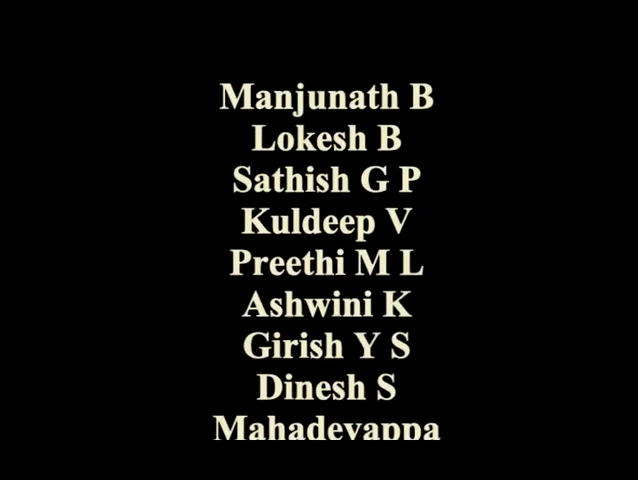 Manjunath B
Lokesh B
Sathish G P
Kuldeep V
Preethi M L
Ashwini K
Girish Y S
Dinesh S
Mahadevappa